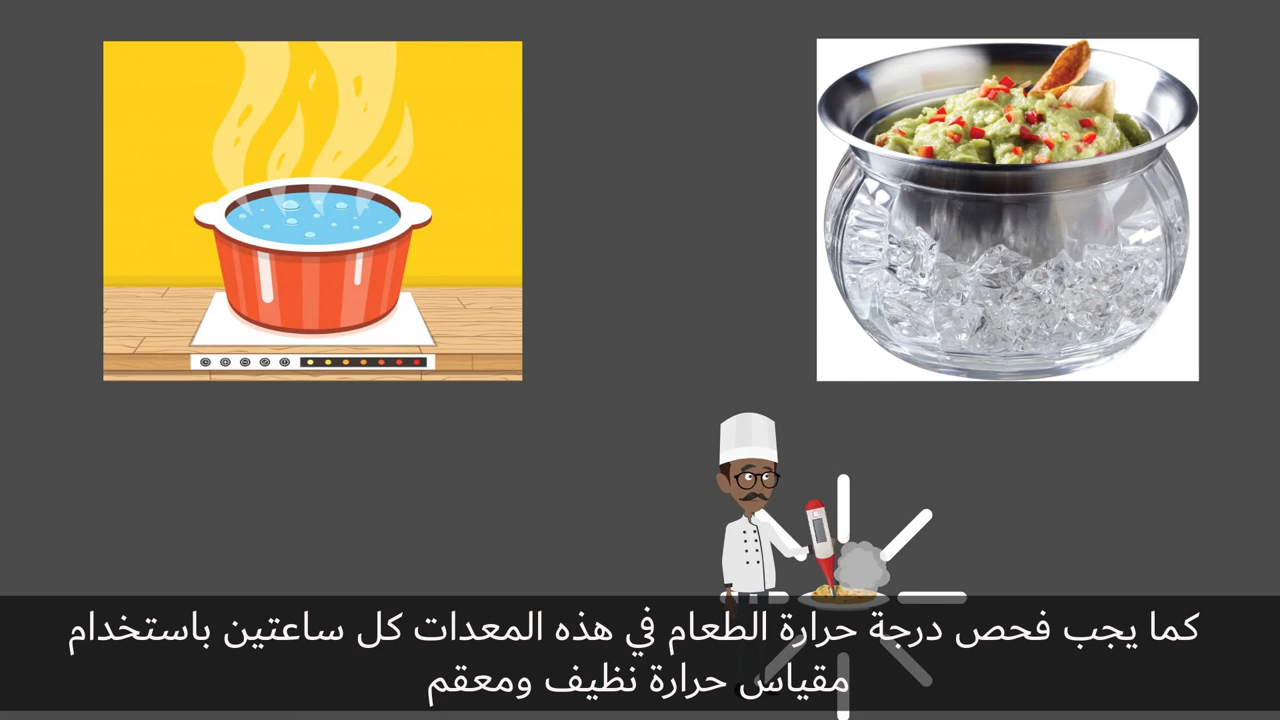 كما يجب فحص درجة حرارة الطعام في هذه المعدات كل ساعتين باستخدام
مقياس حرارة نظيف ومعقم